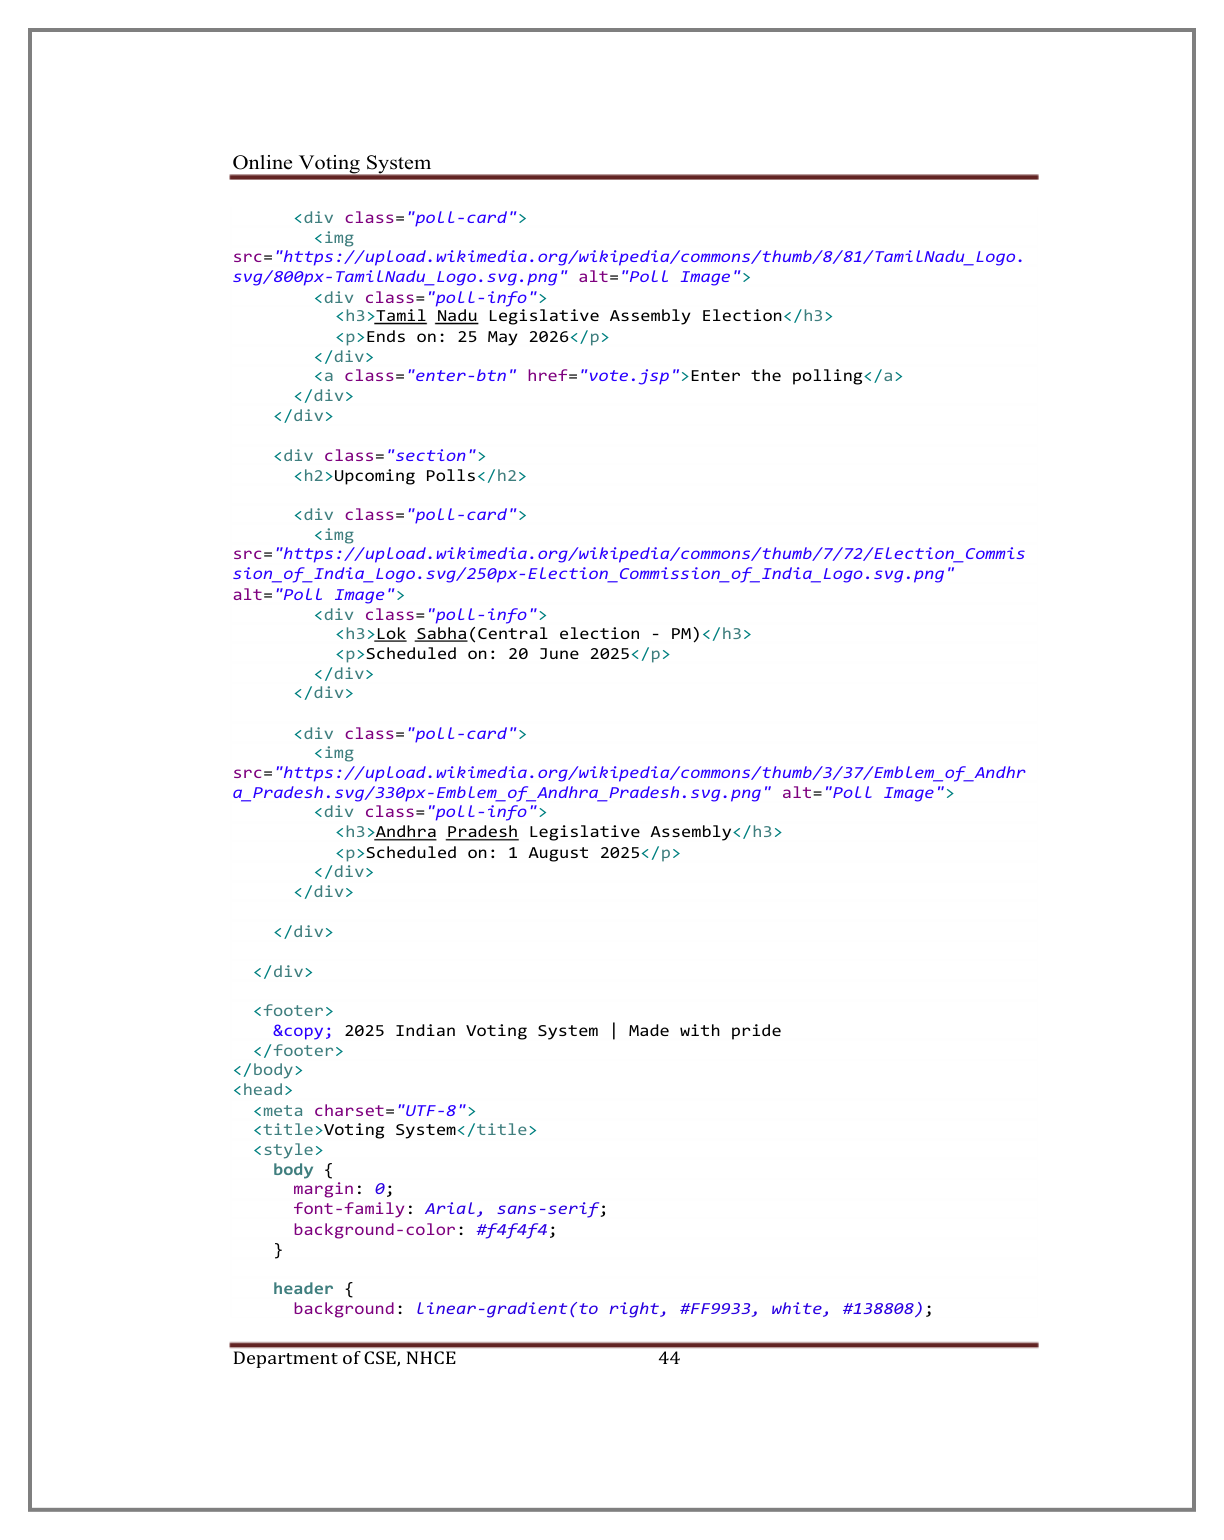 Online Voting System
<div class="poll-card">
<img
src="https://upload.wikimedia.org/wikipedia/commons/thumb/8/81/TamilNadu_Logo.
svg/800px-TamilNadu_Logo.svg.png" alt="Poll Image">
<div class="poll-info">
<h3>Tamil Nadu Legislative Assembly Election</h3>
<p>Ends on: 25 May 2026</p>
</div>
<a class="enter-btn" href="vote.jsp">Enter the polling</a>
</div>
</div>
<div class="section">
<h2>Upcoming Polls</h2>
<div class="poll-card">
<img
src="https://upload.wikimedia.org/wikipedia/commons/thumb/7/72/Election_Commis
sion_of_India_Logo.svg/250px-Election_Commission_of_India_Logo.svg.png"
alt="Poll Image">
<div class="poll-info">
<h3>Lok Sabha(Central election - PM)</h3>
<p>Scheduled on: 20 June 2025</p>
</div>
</div>
<div class="poll-card">
<img
src="https://upload.wikimedia.org/wikipedia/commons/thumb/3/37/Emblem_of_Andhr
a_Pradesh.svg/330px-Emblem_of_Andhra_Pradesh.svg.png" alt="Poll Image">
<div class="poll-info">
<h3>Andhra Pradesh Legislative Assembly</h3>
<p>Scheduled on: 1 August 2025</p>
</div>
</div>
</div>
</div>
<footer>
&copy; 2025 Indian Voting System | Made with pride
</footer>
</body>
<head>
<meta charset="UTF-8">
<title>Voting System</title>
<style>
body {
margin: 0;
font-family: Arial, sans-serif;
background-color: #f4f4f4;
}
header {
background: linear-gradient(to right, #FF9933, white, #138808);
Department of CSE, NHCE 44